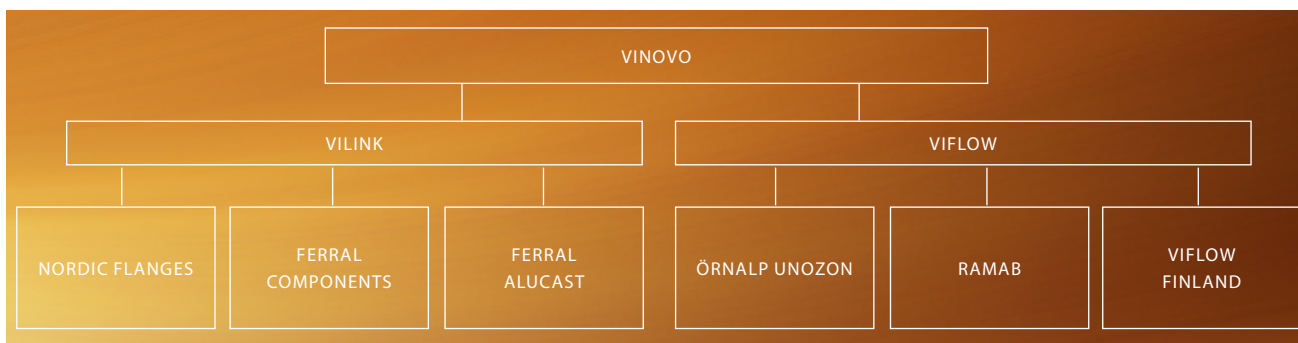 VINOVO
VILINK
VIFLOW
NORDIC FLANGES
FERRAL
COMPONENTS
FERRAL
ALUCAST
ÖRNALP UNOZON
RAMAB
VIFLOW
FINLAND